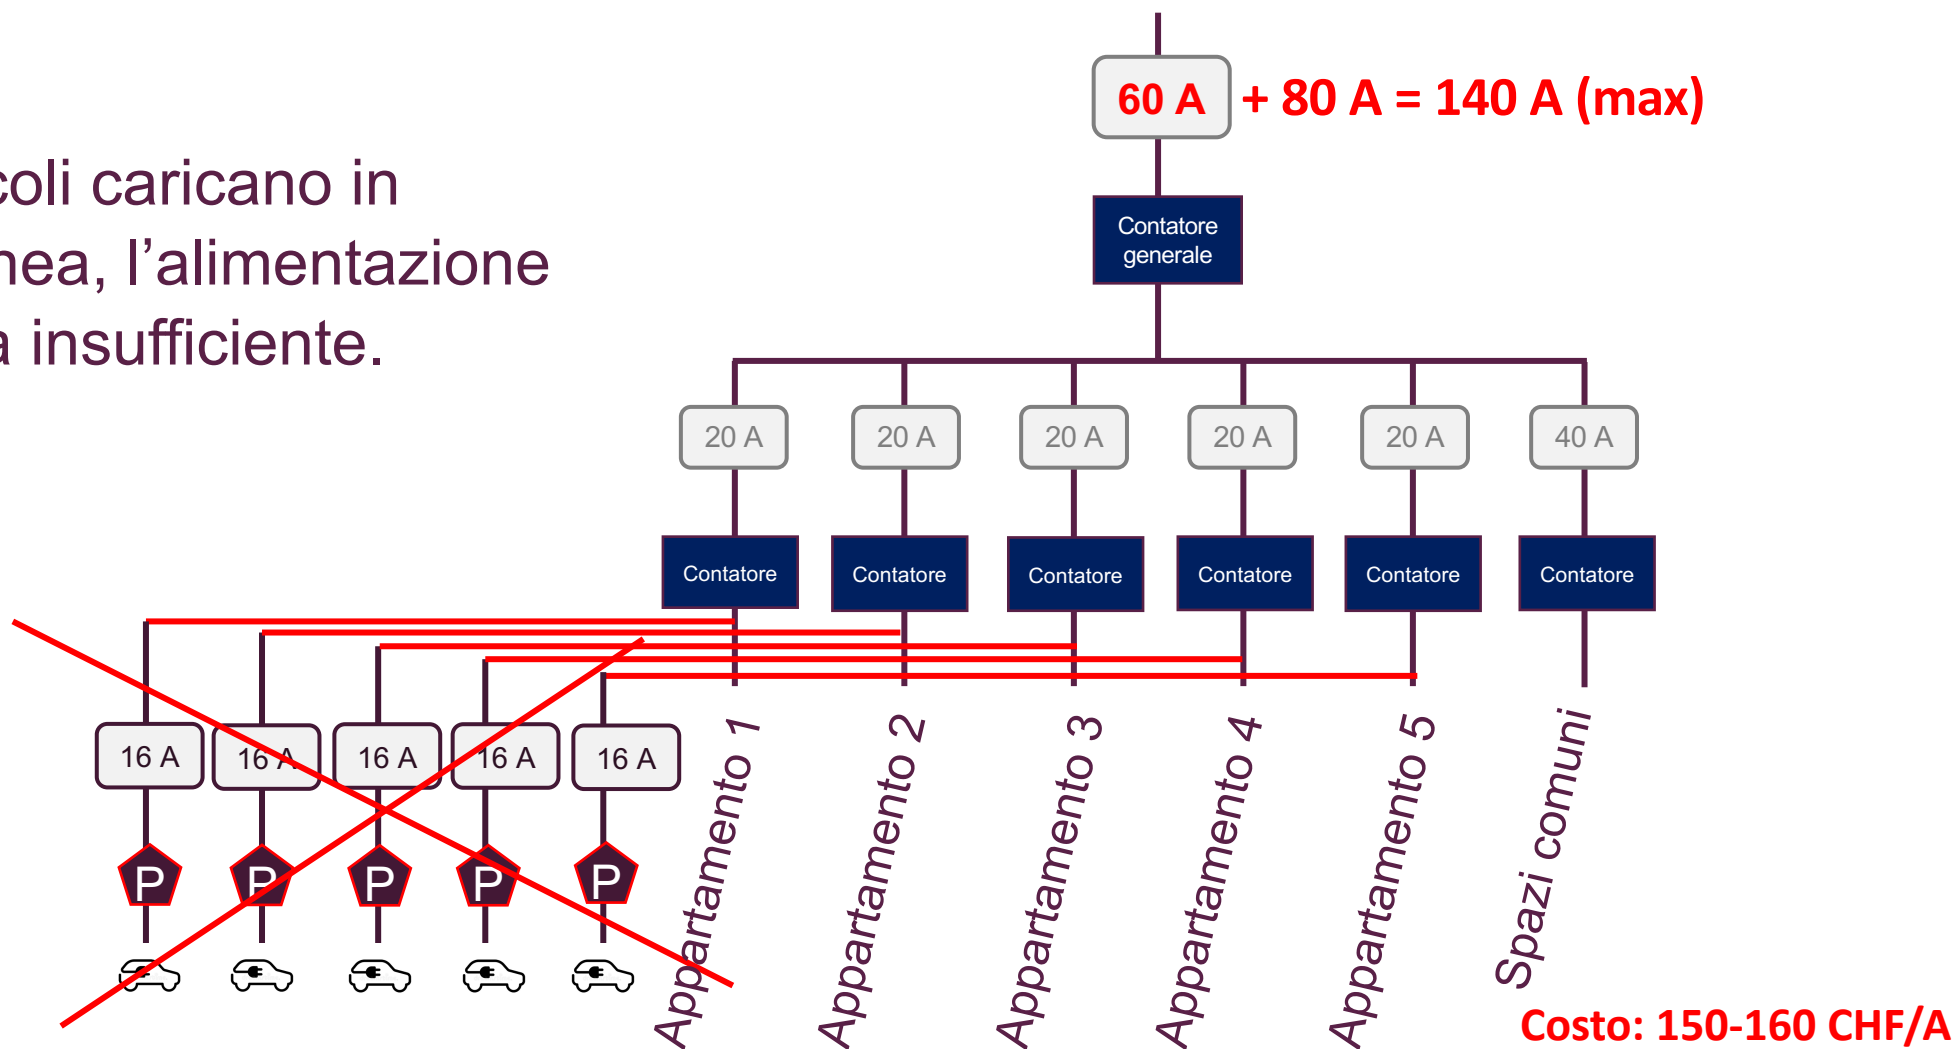 60 A + 80 A = 140 A (max)
coli caricano in
nea, l’alimentazione
a insufficiente.
Contatore
generale
20 A 20 A 20 A 20 A 20 A 40 A
Contatore Contatore Contatore Contatore Contatore Contatore
16 A 16 A 16 A 16 A 16 A
P P P P P
Appartamento 1
Appartamento 2
Appartamento 3
Appartamento 4
Appartamento 5
Spazi comuni
Costo: 150-160 CHF/A